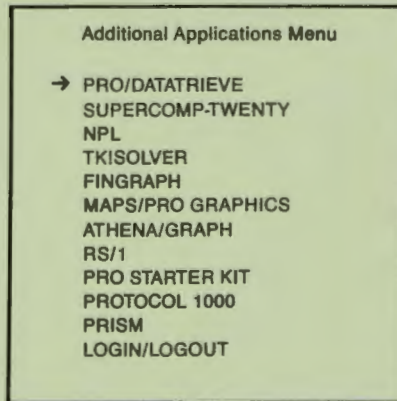 Additional Applications Menu
→ PRO/DATATRIEVE
SUPERCOMP-TWENTY
NPL
TKISOLVER
FINGRAPH
MAPS/PRO GRAPHICS
ATHENA/GRAPH
RS/1
PRO STARTER KIT
PROTOCOL 1000
PRISM
LOGIN/LOGOUT